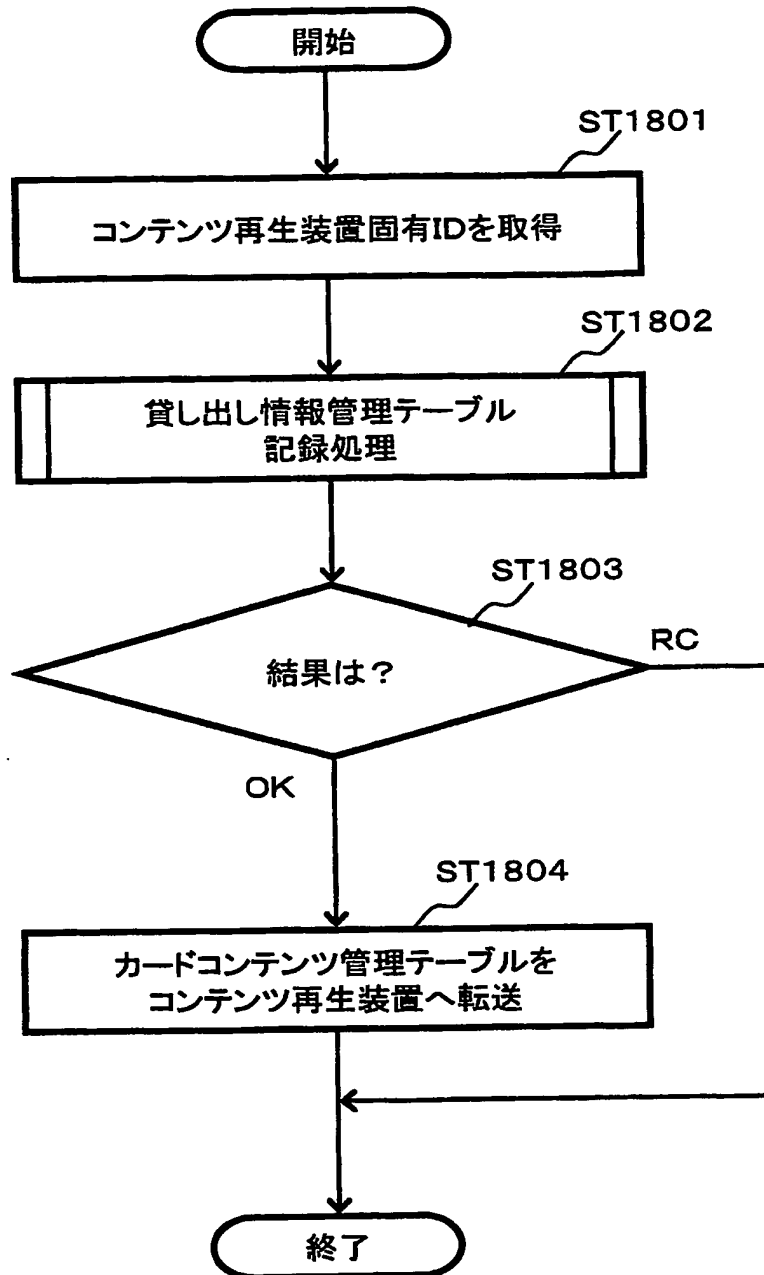 開始
ST1801
コンテンツ再生装置固有IDを取得
ST1802
貸し出し情報管理テーブル
記録処理
ST1803
結果は?
RC
OK
ST1804
カードコンテンツ管理テーブルを
コンテンツ再生装置へ転送
終了